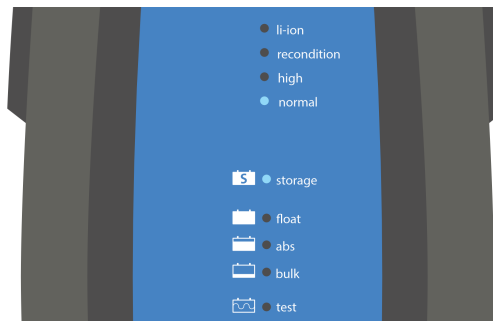 li-ion
recondition
high
normal
S storage
float
abs
bulk
test